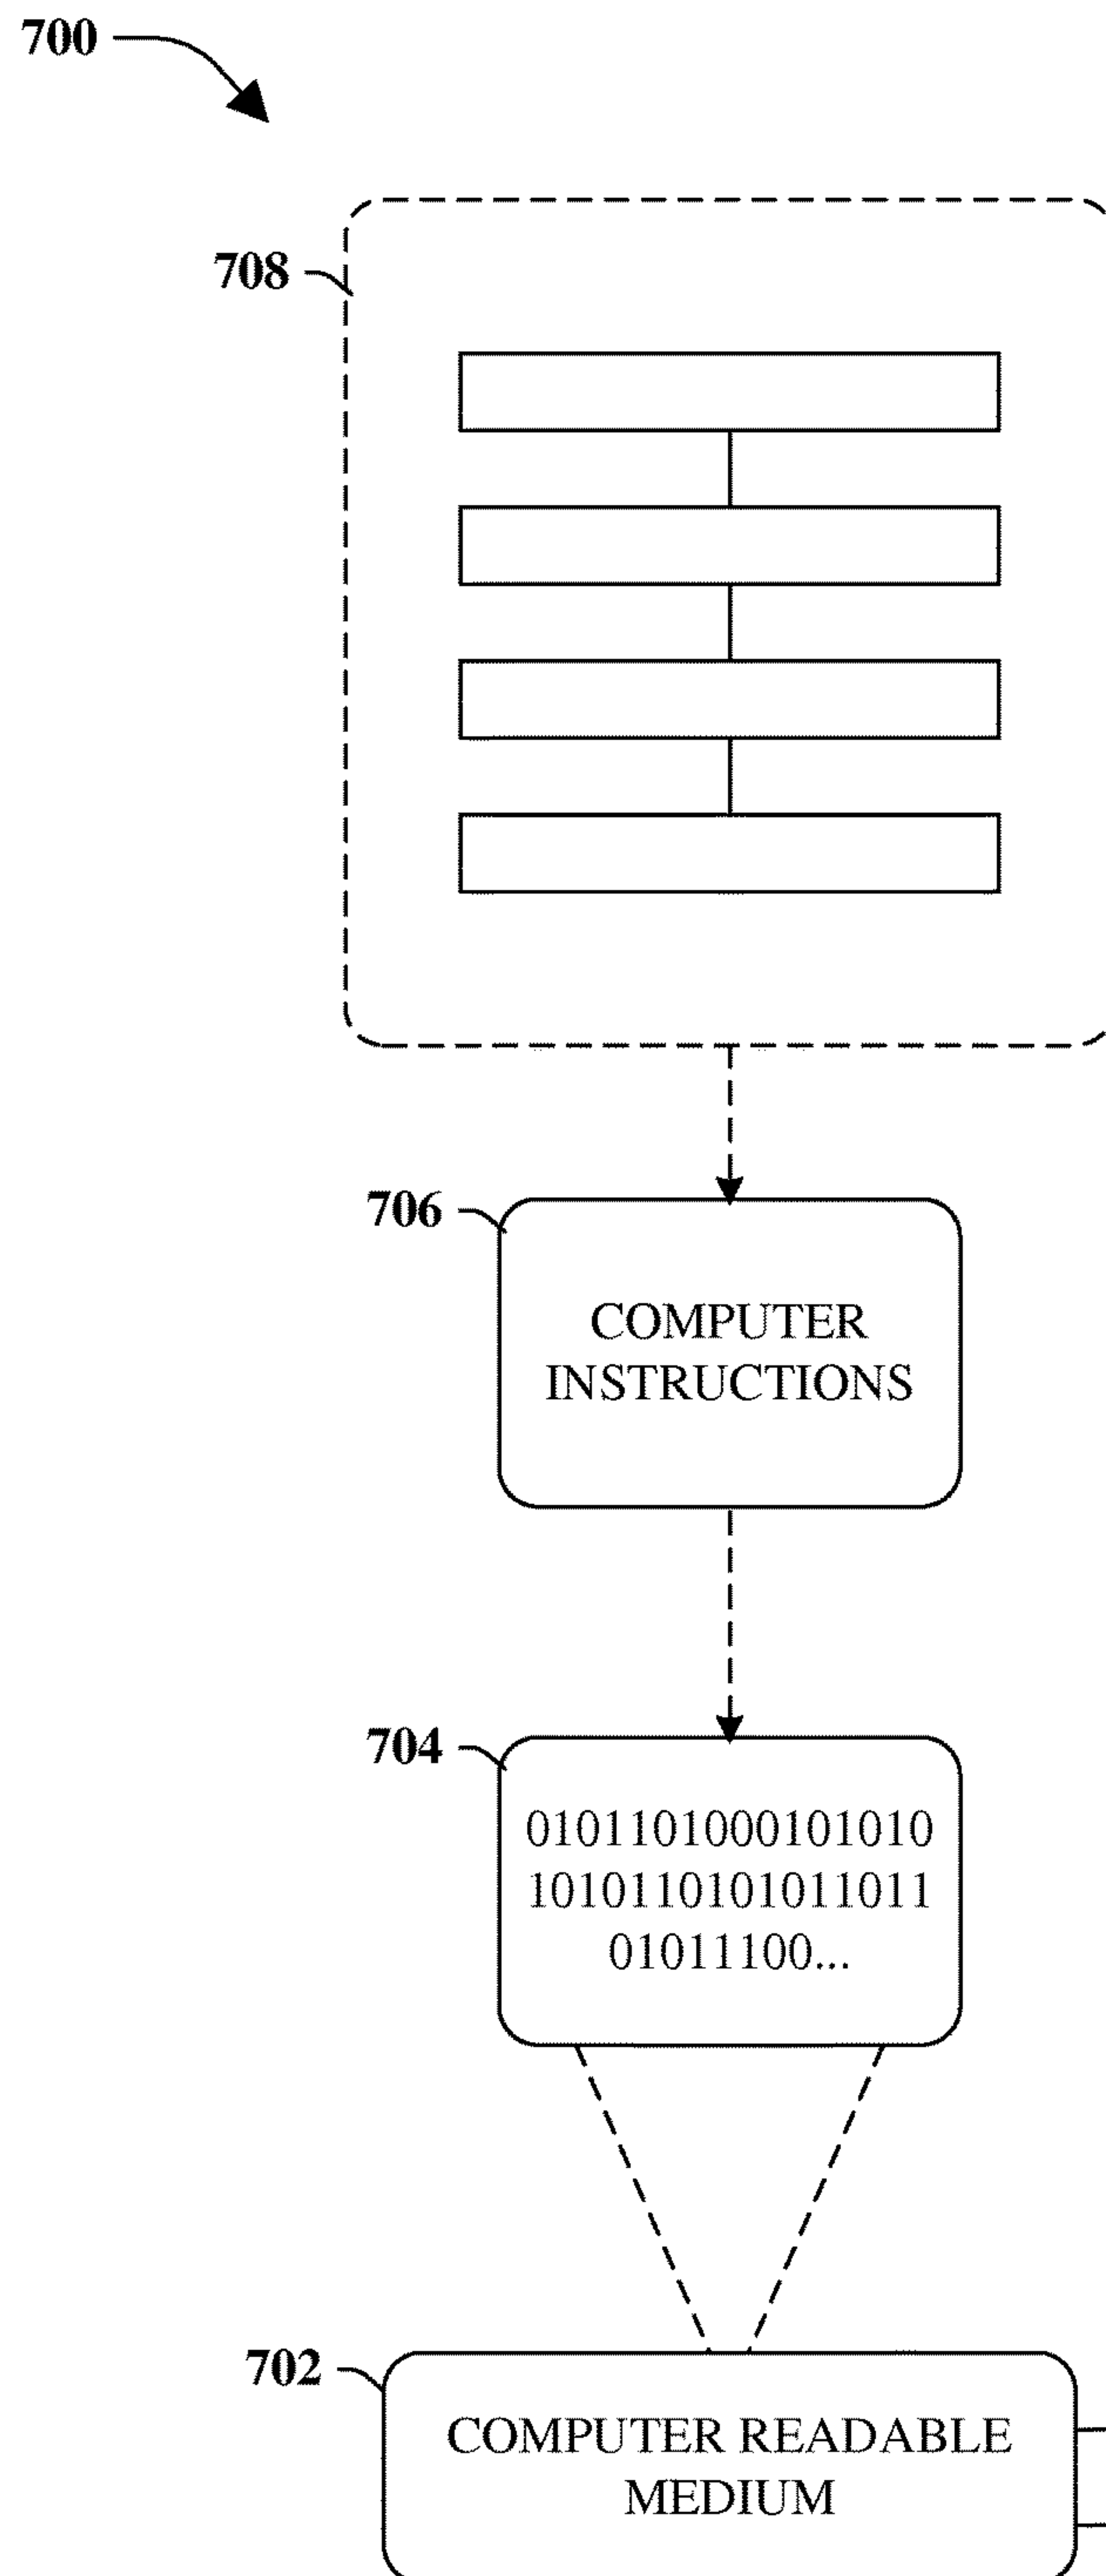 700
708
706
COMPUTER
INSTRUCTIONS
704
0101101000101010
1010110101011011
01011100...
702
COMPUTER READABLE
MEDIUM